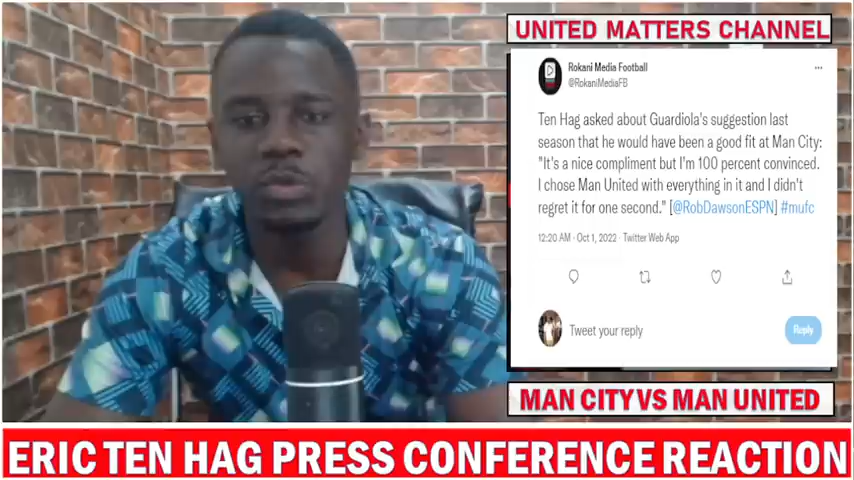 UNITED MATTERS CHANNEL
Rokani Media Football
@RokaniMediaFB
Ten Hag asked about Guardiola's suggestion last
season that he would have been a good fit at Man City:
"It's a nice compliment but I'm 100 percent convinced.
I chose Man United with everything in it and I didn't
regret it for one second." [@RobDawsonESPN] #mufc
12:20 AM · Oct 1, 2022 · Twitter Web App
Tweet your reply
Reply
MAN CITY VS MAN UNITED
ERIC TEN HAG PRESS CONFERENCE REACTION